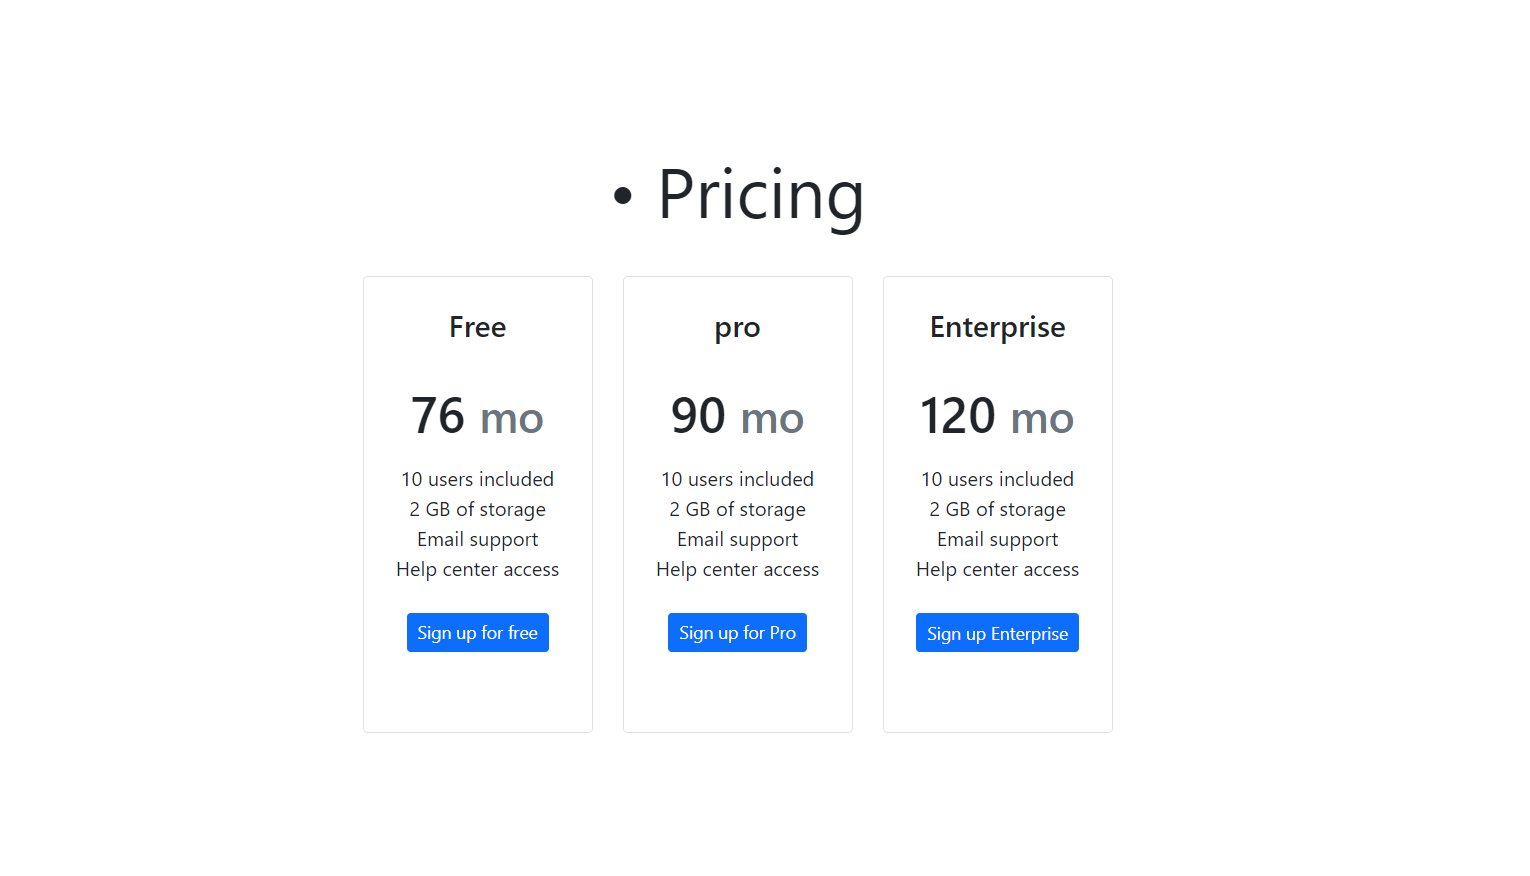 • Pricing
Free
76 mo
10 users included
2 GB of storage
Email support
Help center access
Sign up for free
pro
90 mo
10 users included
2 GB of storage
Email support
Help center access
Sign up for Pro
Enterprise
120 mo
10 users included
2 GB of storage
Email support
Help center access
Sign up Enterprise